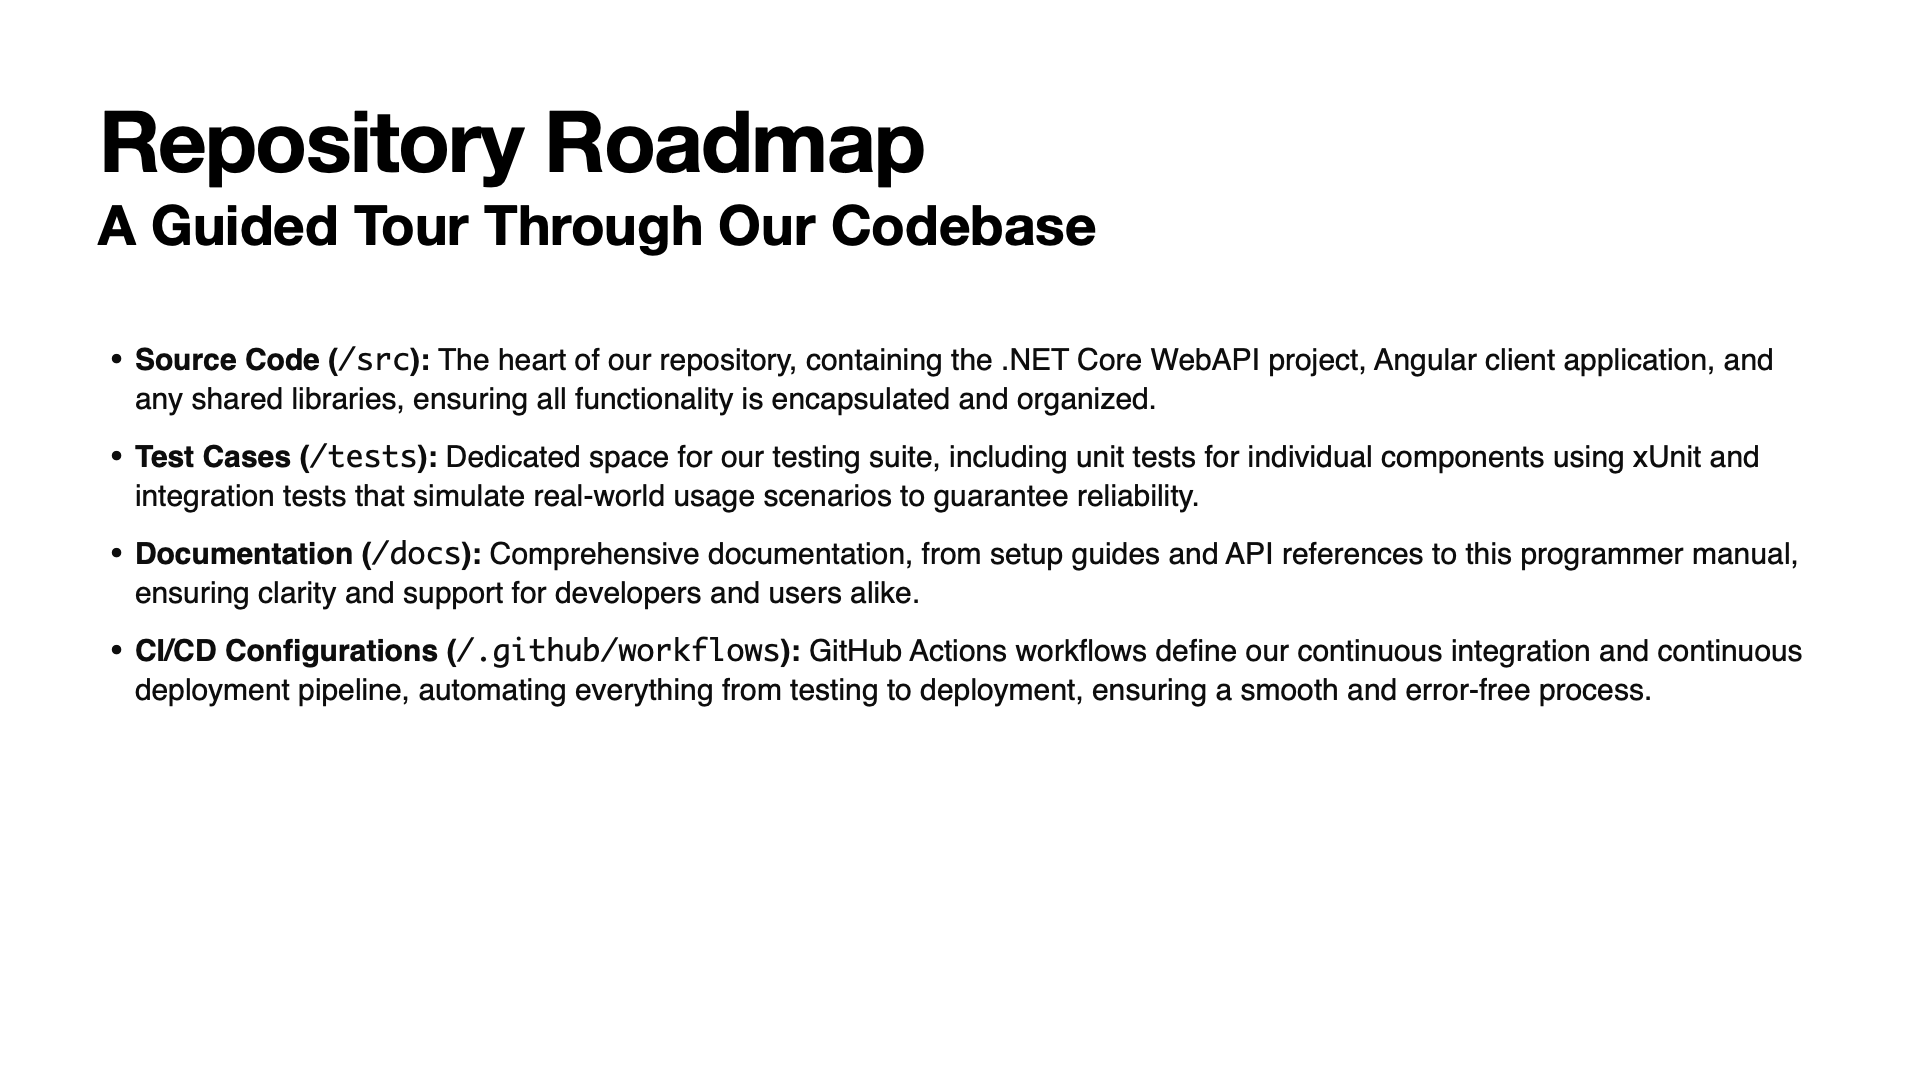 Repository Roadmap
A Guided Tour Through Our Codebase
• Source Code (/src): The heart of our repository, containing the .NET Core WebAPI project, Angular client application, and
any shared libraries, ensuring all functionality is encapsulated and organized.
• Test Cases (/tests): Dedicated space for our testing suite, including unit tests for individual components using xUnit and
integration tests that simulate real-world usage scenarios to guarantee reliability.
• Documentation (/docs): Comprehensive documentation, from setup guides and API references to this programmer manual,
ensuring clarity and support for developers and users alike.
• CI/CD Configurations (/.github/workflows): GitHub Actions workflows define our continuous integration and continuous
deployment pipeline, automating everything from testing to deployment, ensuring a smooth and error-free process.